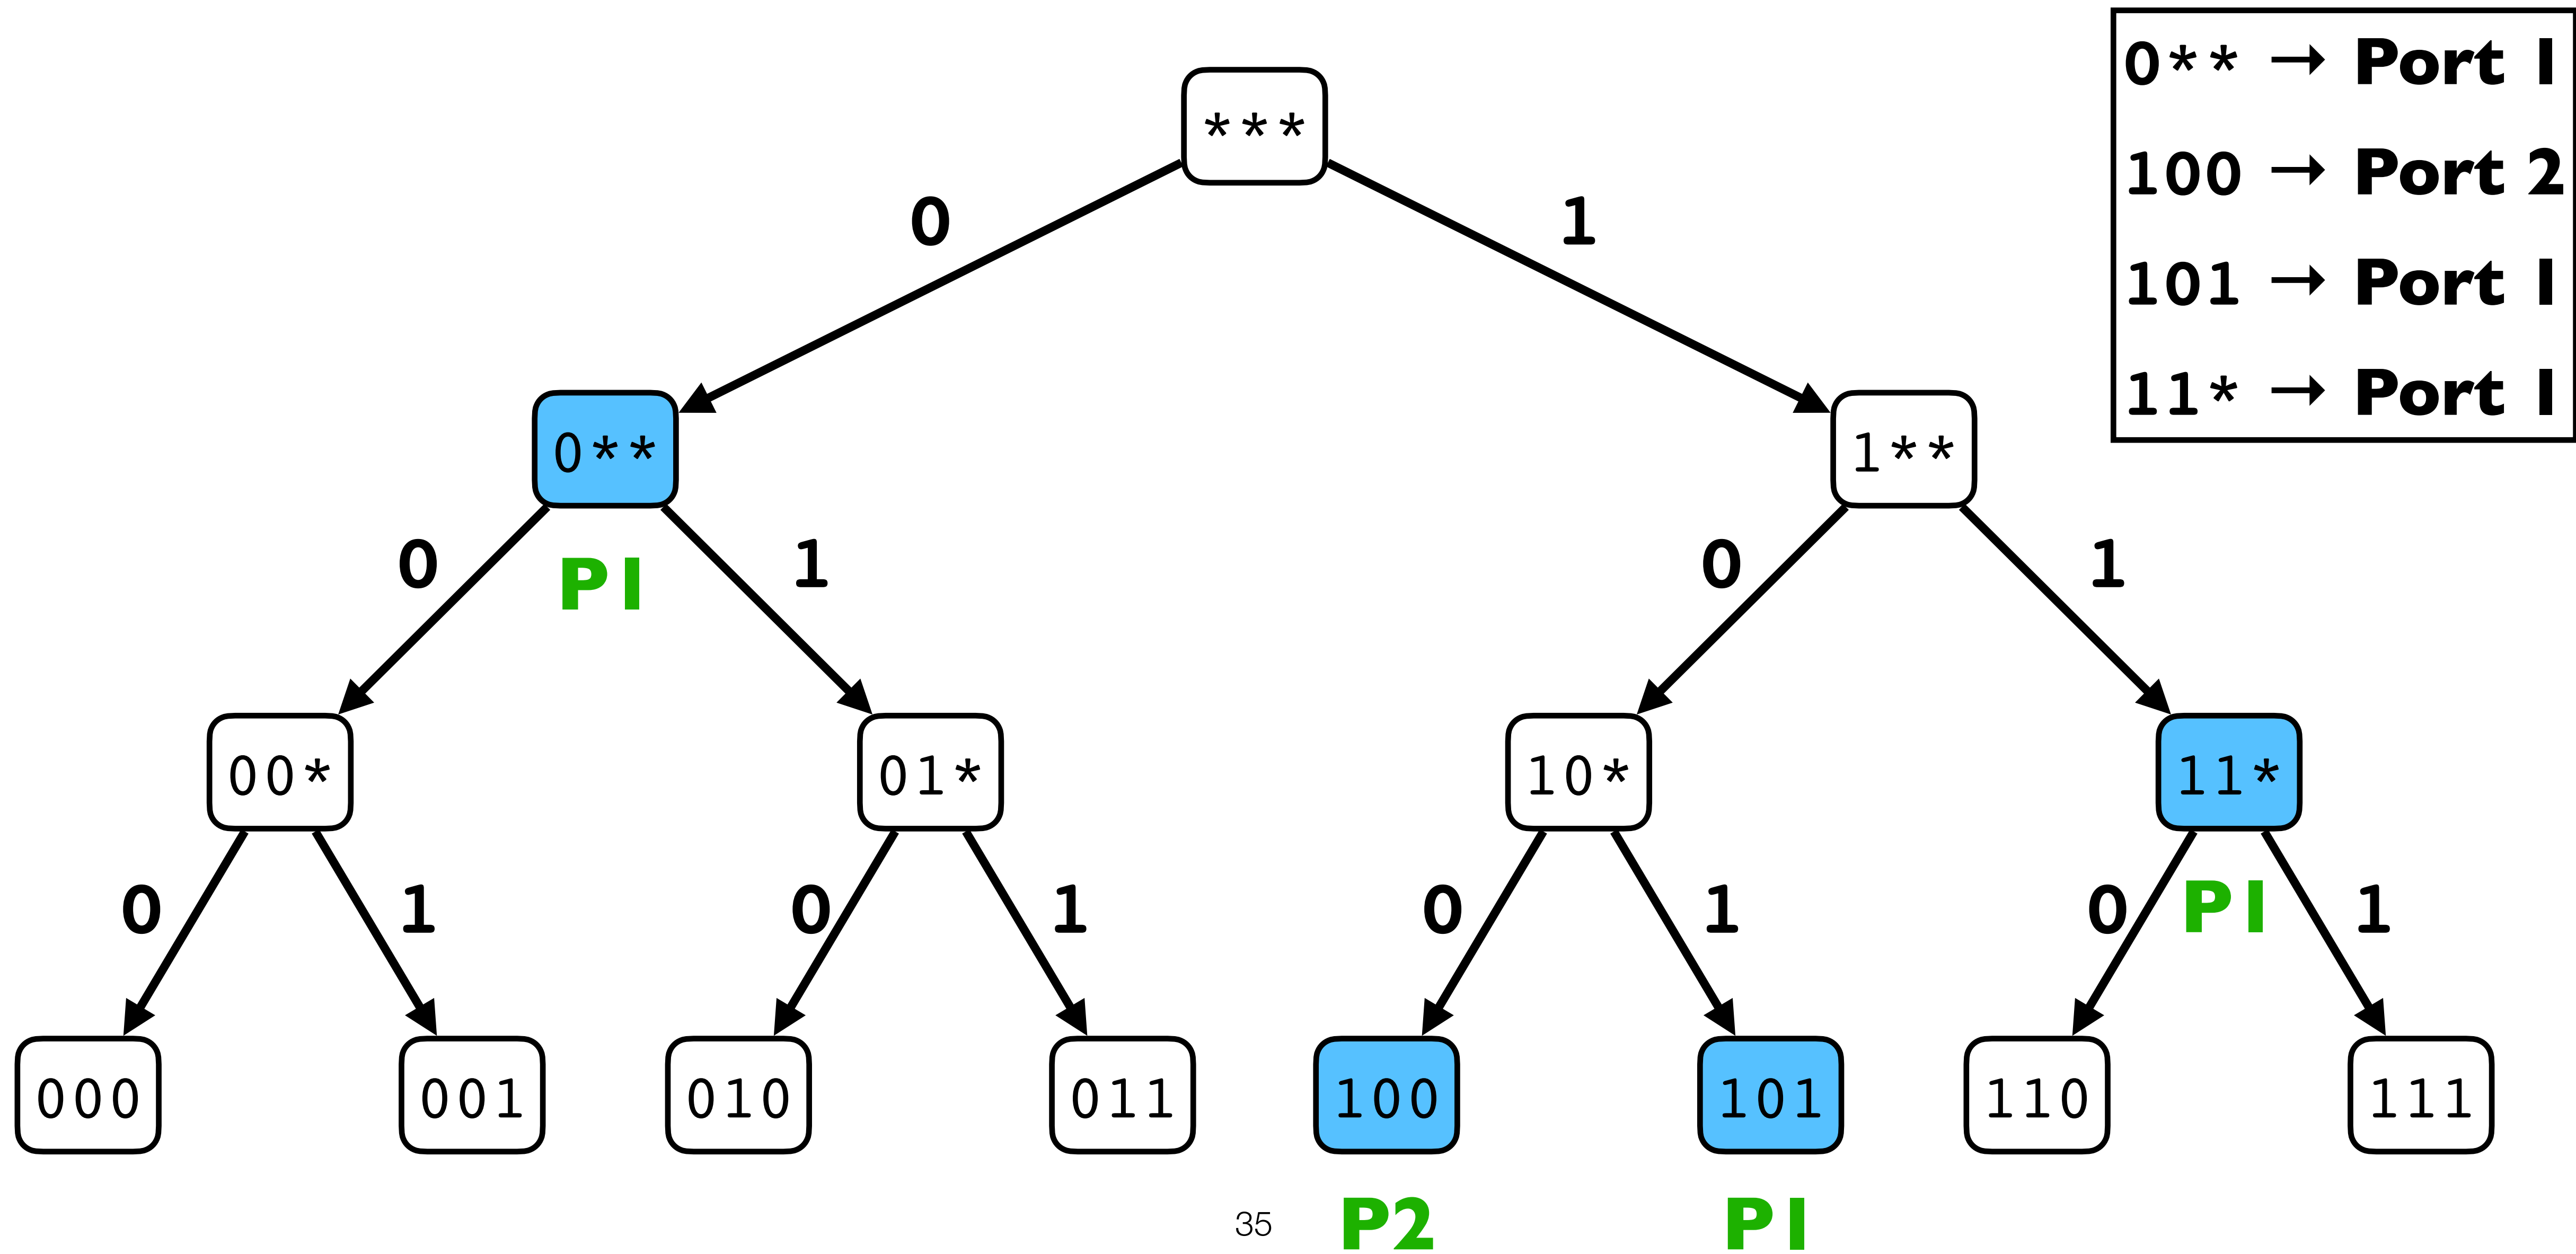 0** → Port 1
100 → Port 2
101 → Port 1
11* → Port 1
***
0 1
0** 1**
0 P1 1 0 1
00* 01* 10* 11*
0 1 0 1 0 1 0 P1 1
000 001 010 011 100 101 110 111
35 P2 P1